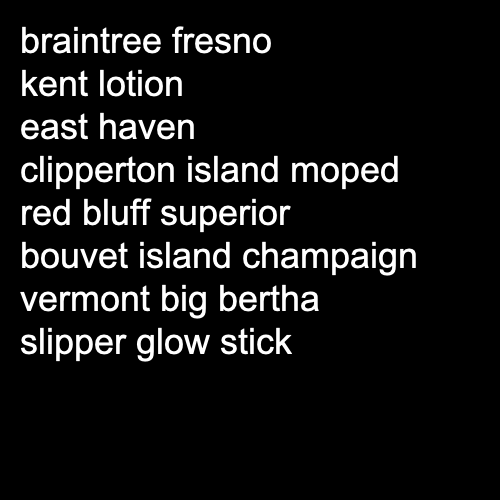 braintree fresno
kent lotion
east haven
clipperton island moped
red bluff superior
bouvet island champaign
vermont big bertha
slipper glow stick